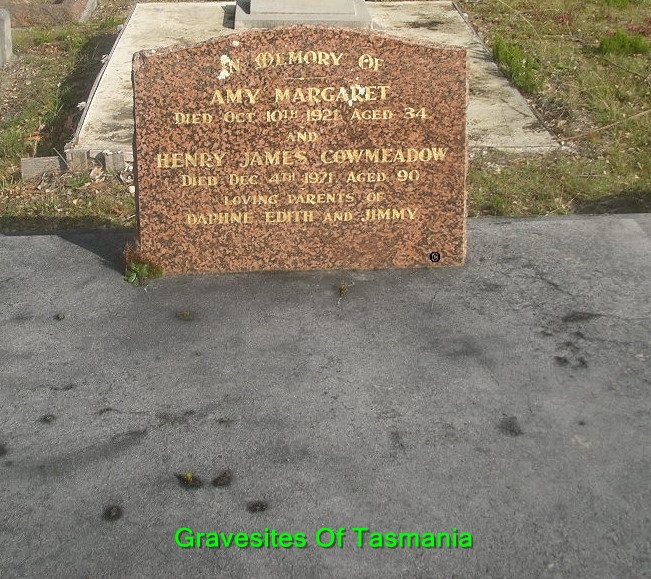 IN MEMORY OF
AMY MARGARET
DIED OCT. 10TH 1921 AGED 34
AND
HENRY JAMES COWMEADOW
DIED DEC. 4TH 1971 AGED 90
LOVING PARENTS OF
DAPHNE EDITH AND JIMMY
©
Gravesites Of Tasmania